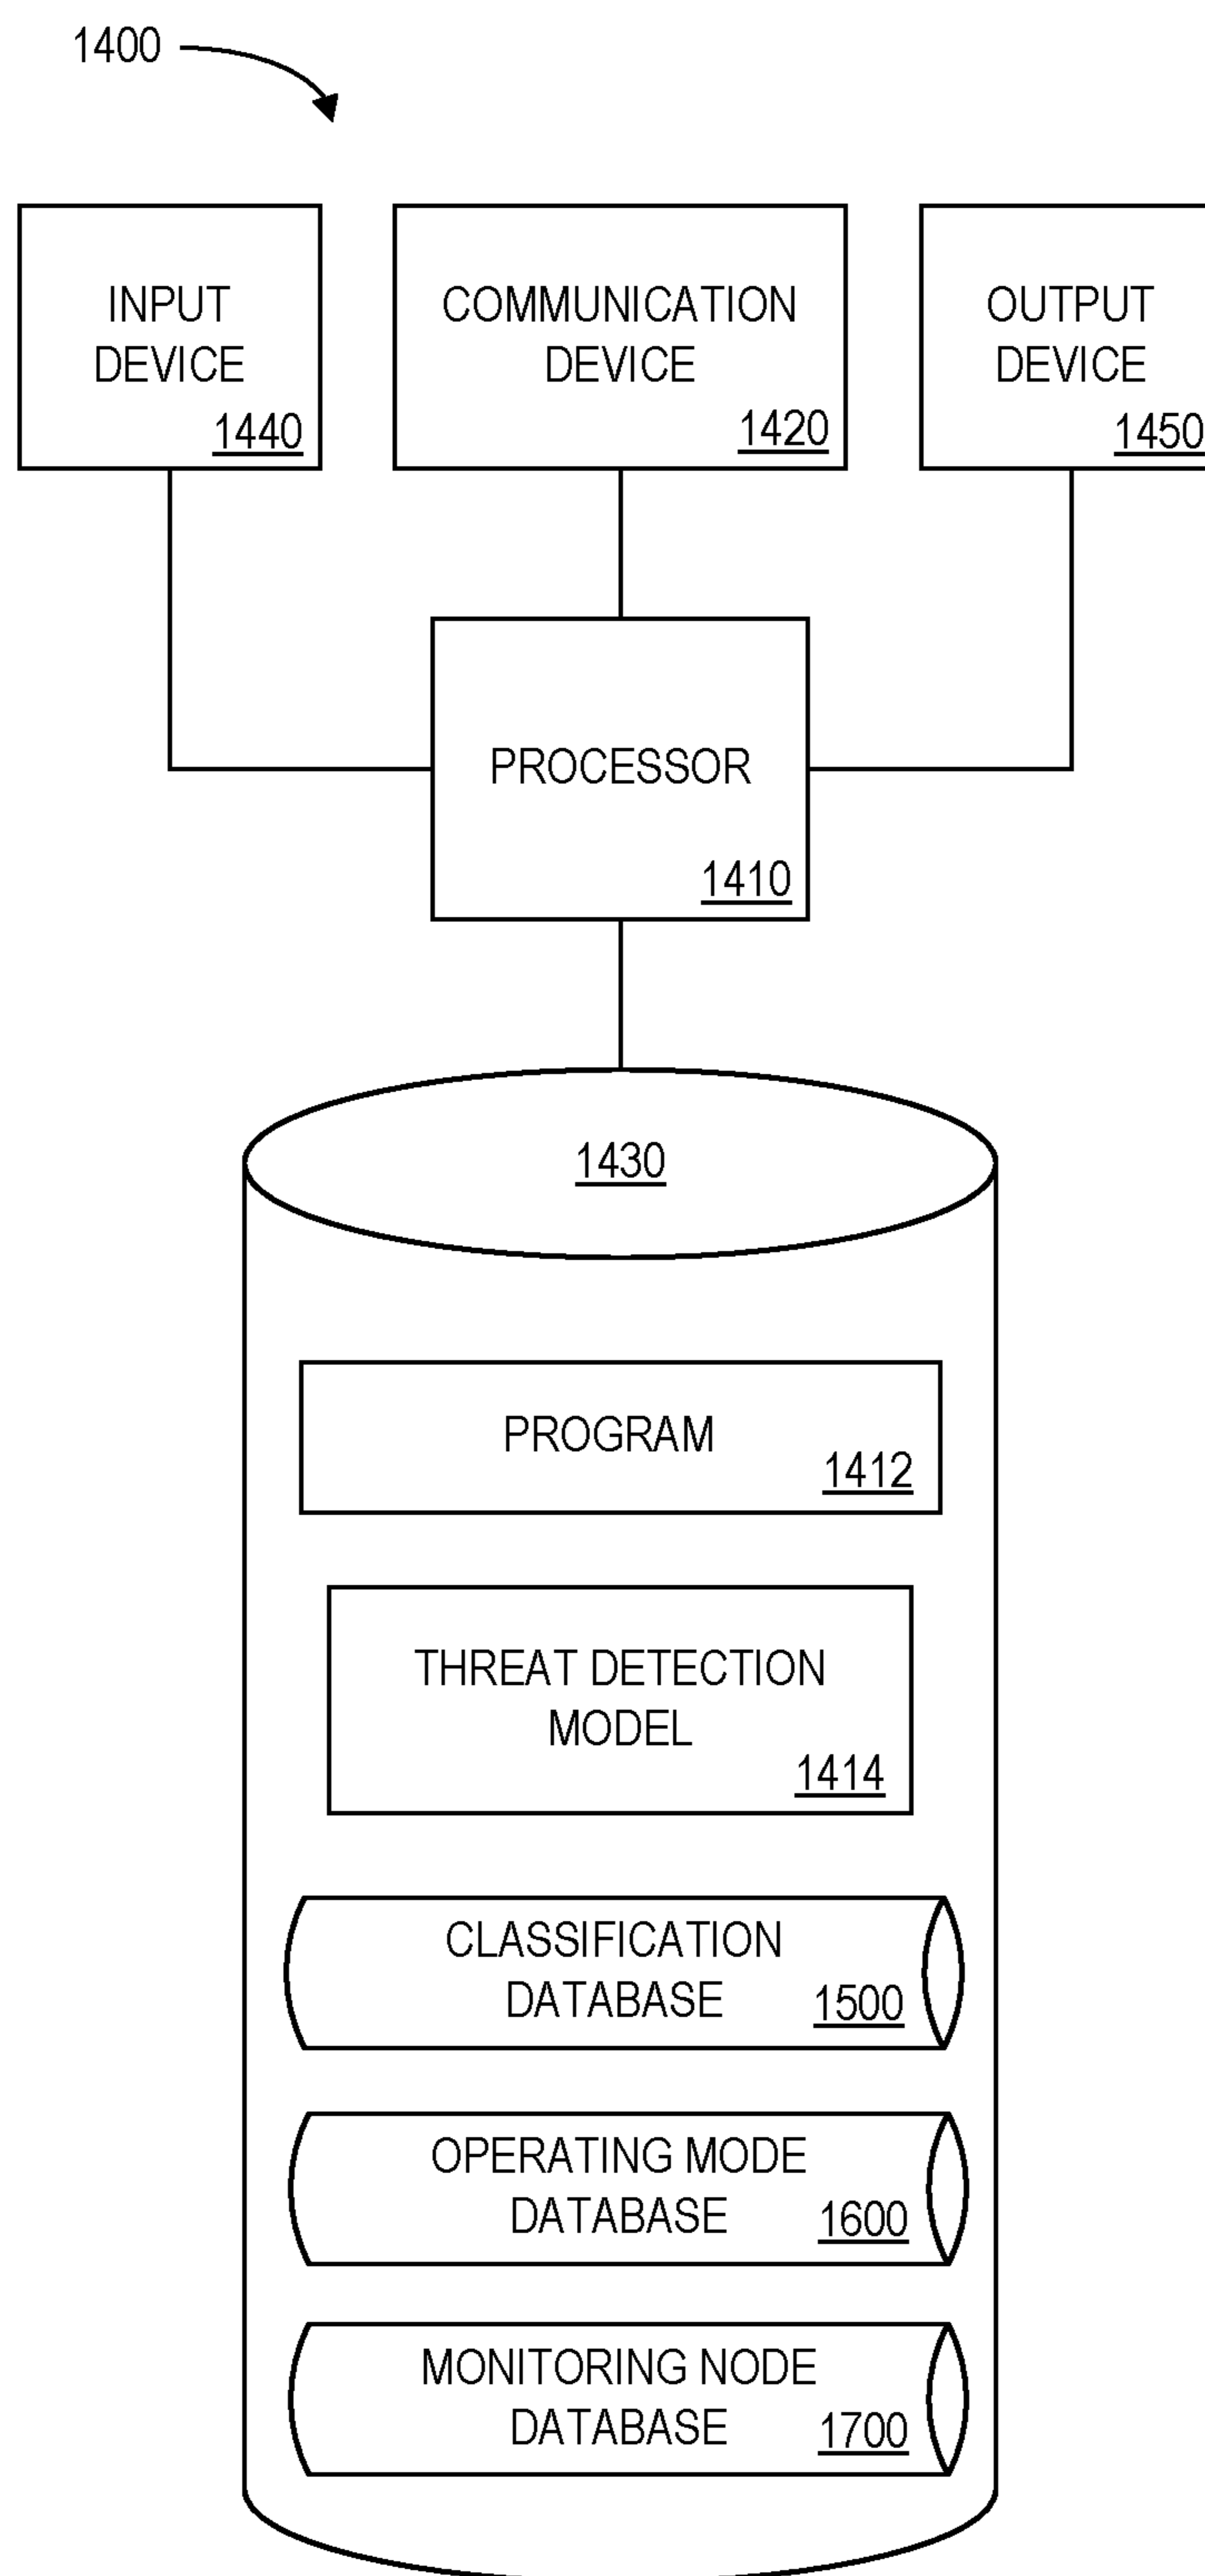 1400
INPUT
DEVICE
1440
COMMUNICATION
DEVICE
1420
OUTPUT
DEVICE
1450
PROCESSOR
1410
1430
PROGRAM
1412
THREAT DETECTION
MODEL
1414
CLASSIFICATION
DATABASE
1500
OPERATING MODE
DATABASE
1600
MONITORING NODE
DATABASE
1700